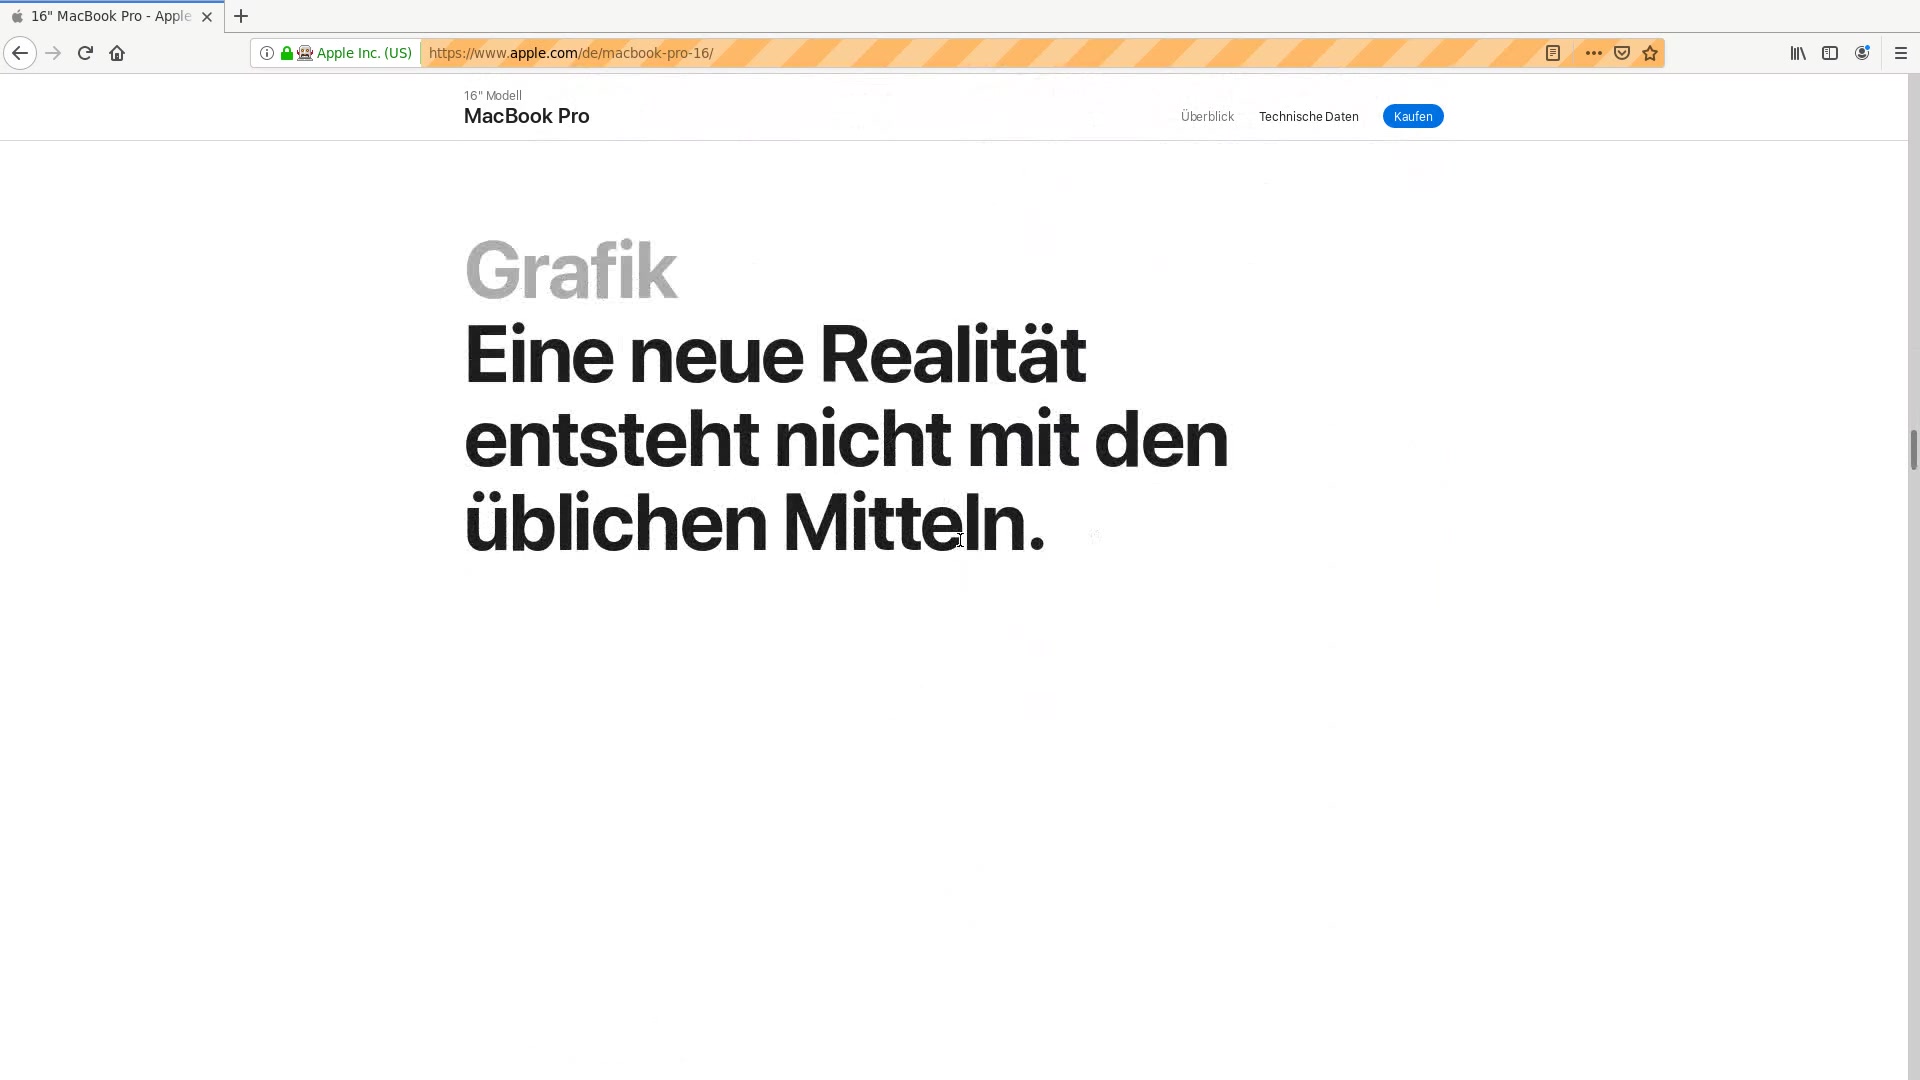 16" MacBook Pro - Apple
Apple Inc. (US)
https://www.apple.com/de/macbook-pro-16/
16" Modell
MacBook Pro
Überblick
Technische Daten
Kaufen
Grafik
Eine neue Realität
entsteht nicht mit den
üblichen Mitteln.